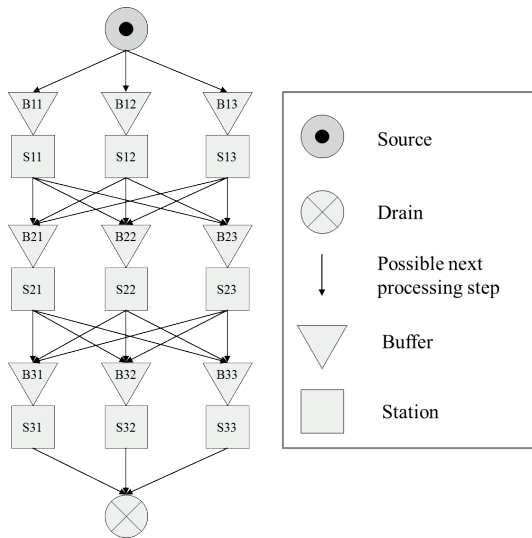 B11 B12 B13
S11 S12 S13
B21 B22 B23
S21 S22 S23
B31 B32 B33
S31 S32 S33
Source
Drain
Possible next
processing step
Buffer
Station